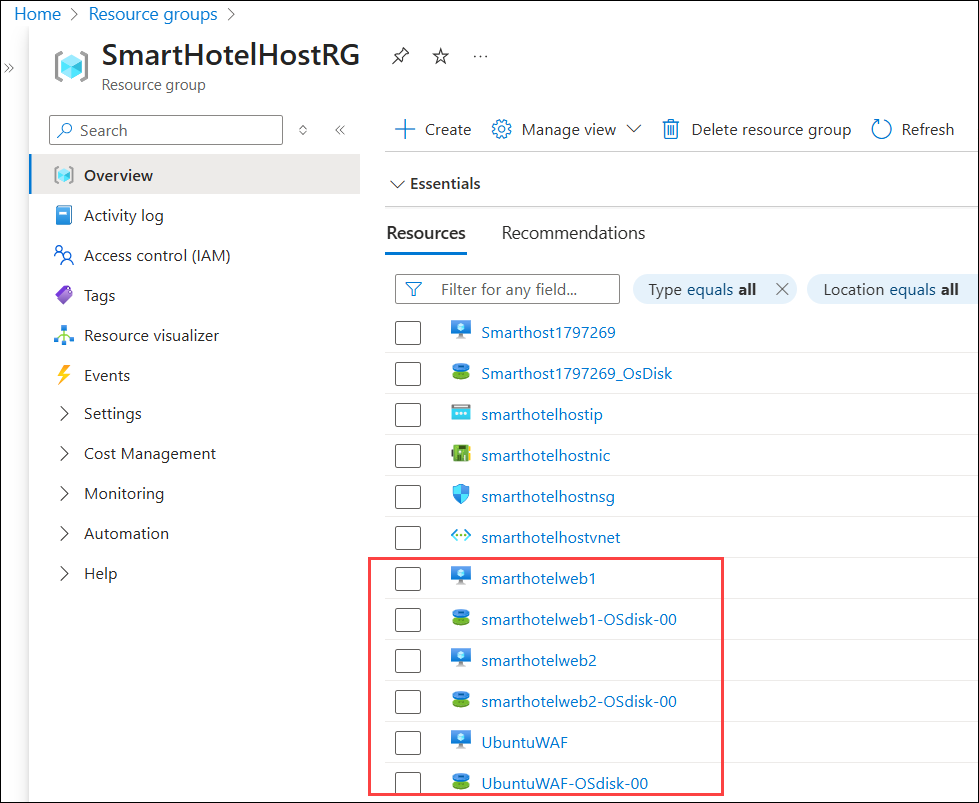 Home > Resource groups >
SmartHotelHostRG
...
Resource group
Search
Overview
Activity log
Access control (IAM)
Tags
Resource visualizer
Events
Settings
Cost Management
Monitoring
Automation
Help
Create Manage view Delete resource group Refresh
Essentials
Resources Recommendations
Filter for any field... Type equals all Location equals all
Smarthost1797269
Smarthost1797269_OsDisk
smarthotelhostip
smarthotelhostnic
smarthotelhostnsg
smarthotelhostvnet
smarthotelweb1
smarthotelweb1-OSdisk-00
smarthotelweb2
smarthotelweb2-OSdisk-00
UbuntuWAF
UbuntuWAF-OSdisk-00